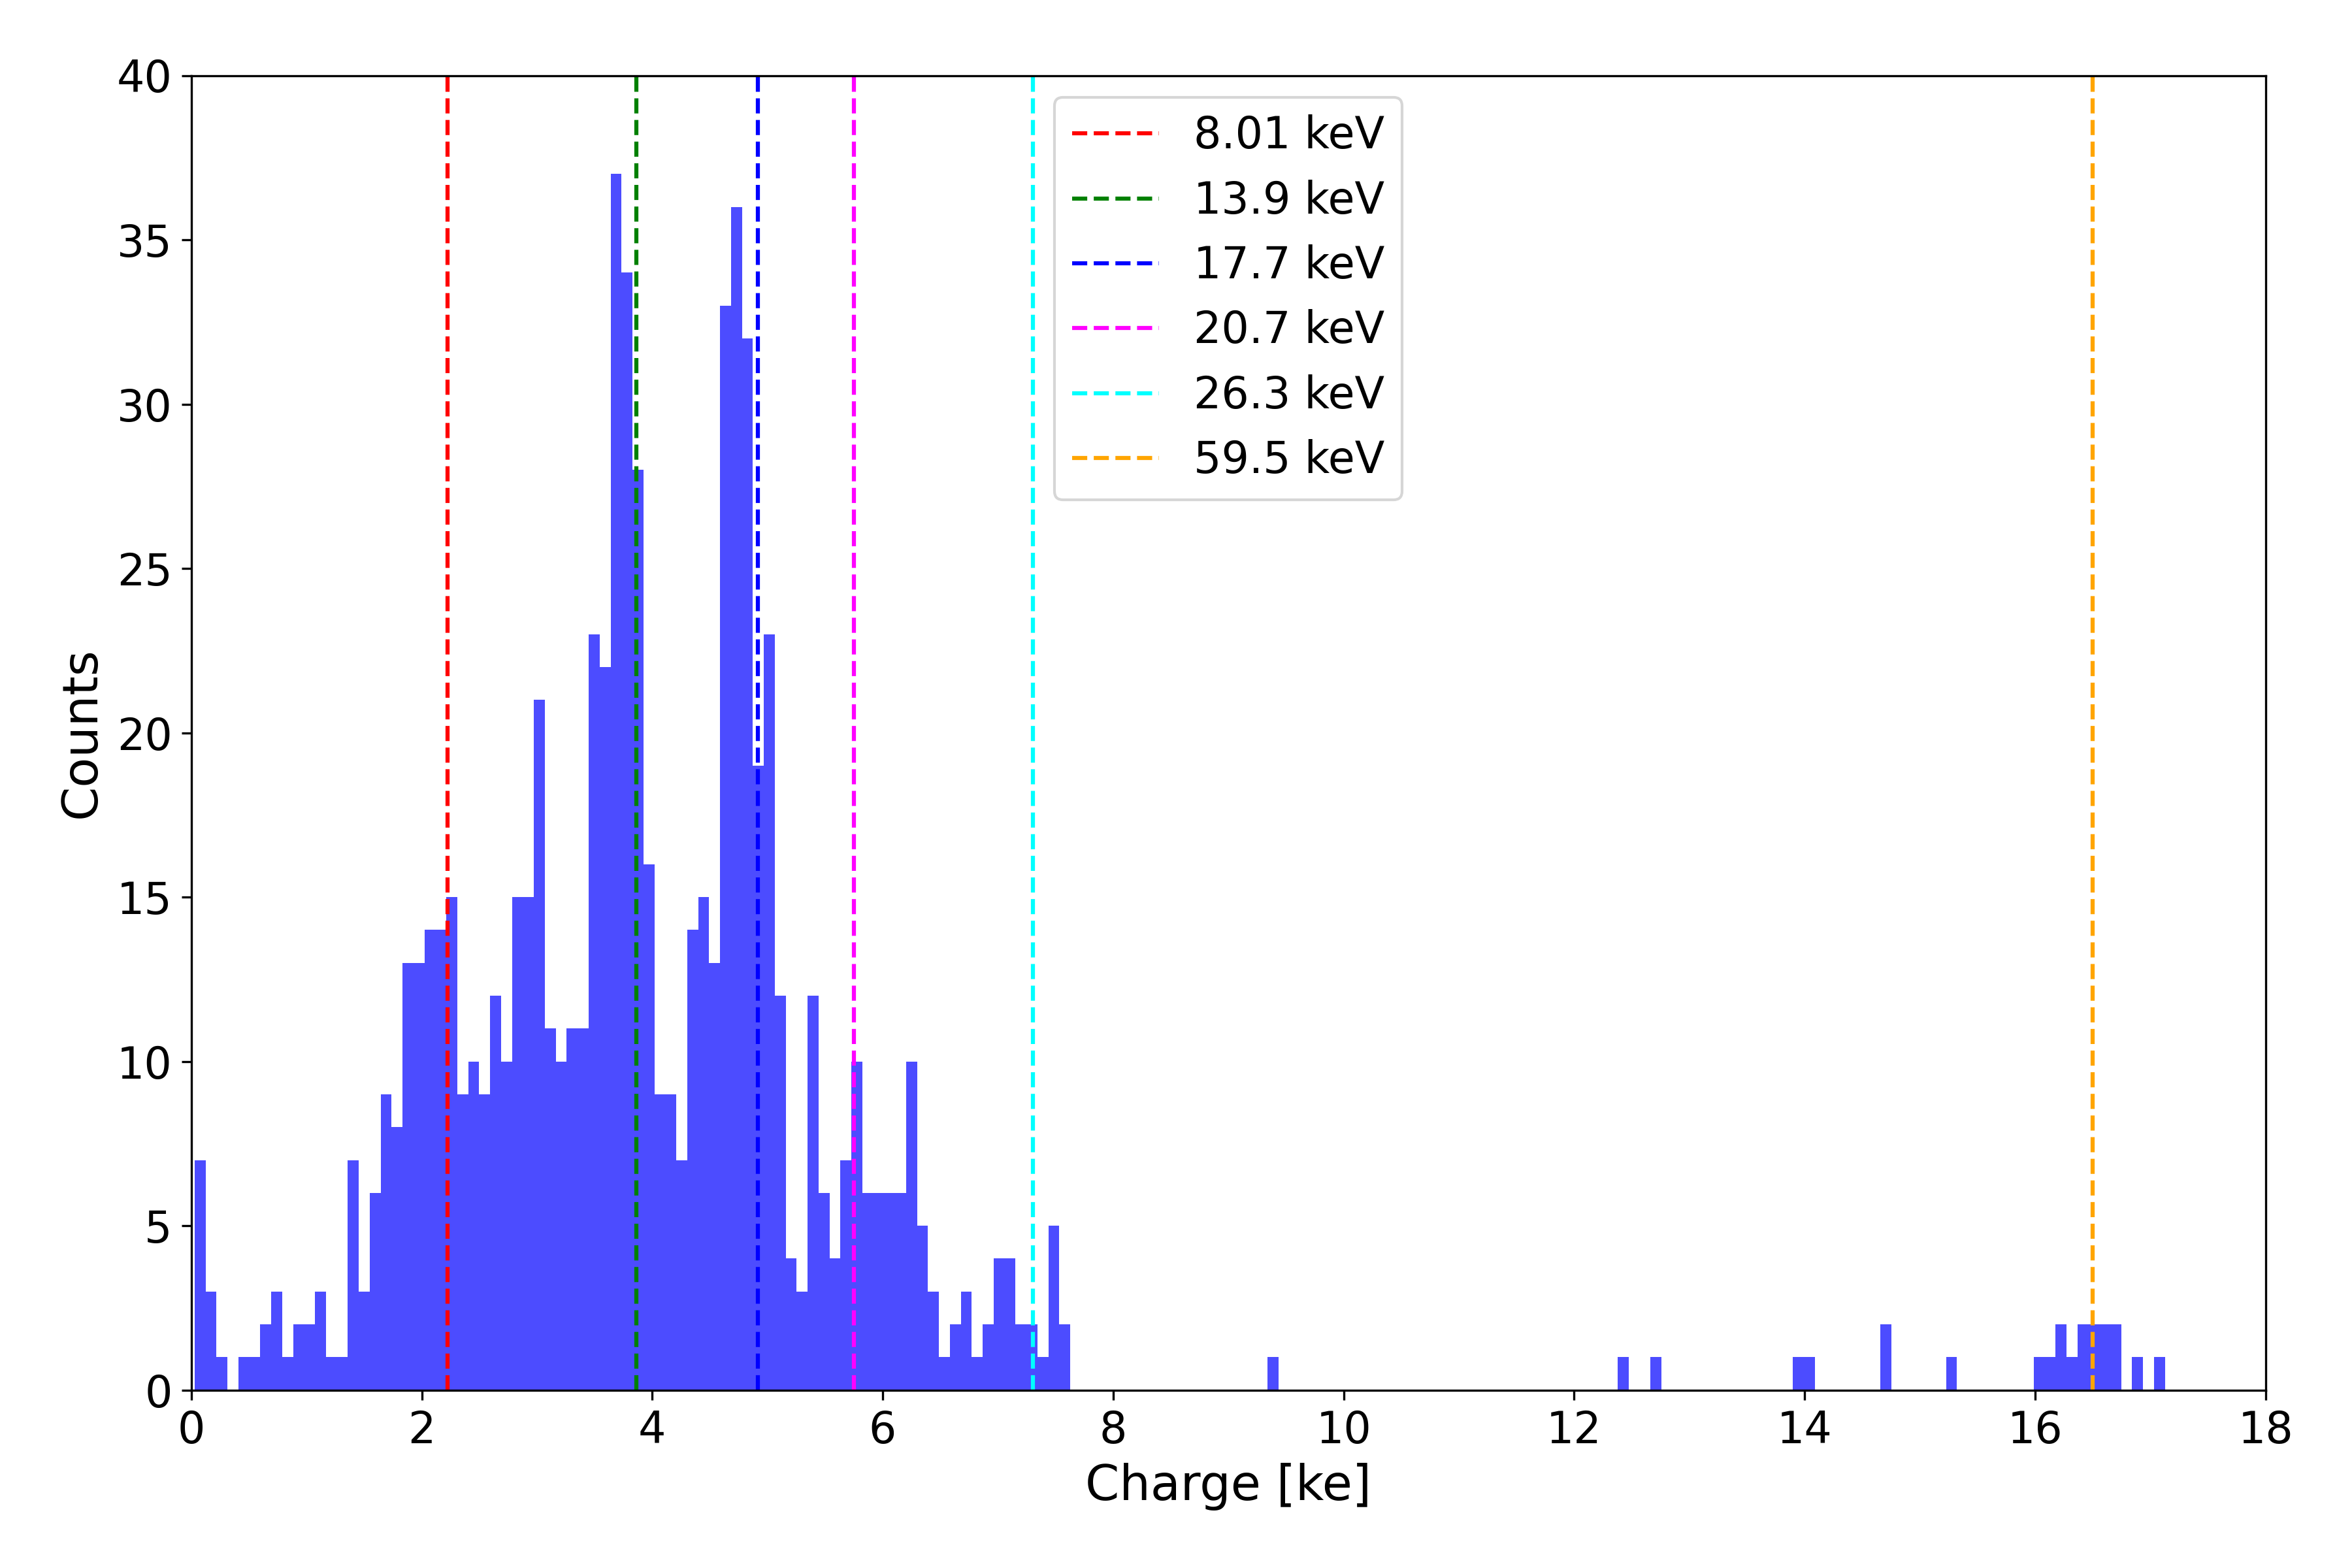 40
35
30
25
20
15
10
5
0
Counts
8.01 keV
13.9 keV
17.7 keV
20.7 keV
26.3 keV
59.5 keV
0 2 4 6 8 10 12 14 16 18
Charge [ke]